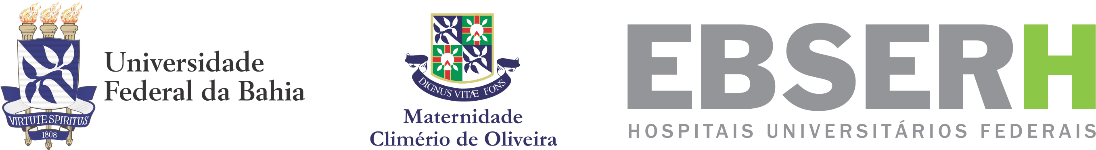 Universidade
Federal da Bahia
VIRTUTE SPIRITUS
1808
DIGNUS VITÆ FONS
Maternidade
Climério de Oliveira
EBSERH
HOSPITAIS UNIVERSITÁRIOS FEDERAIS